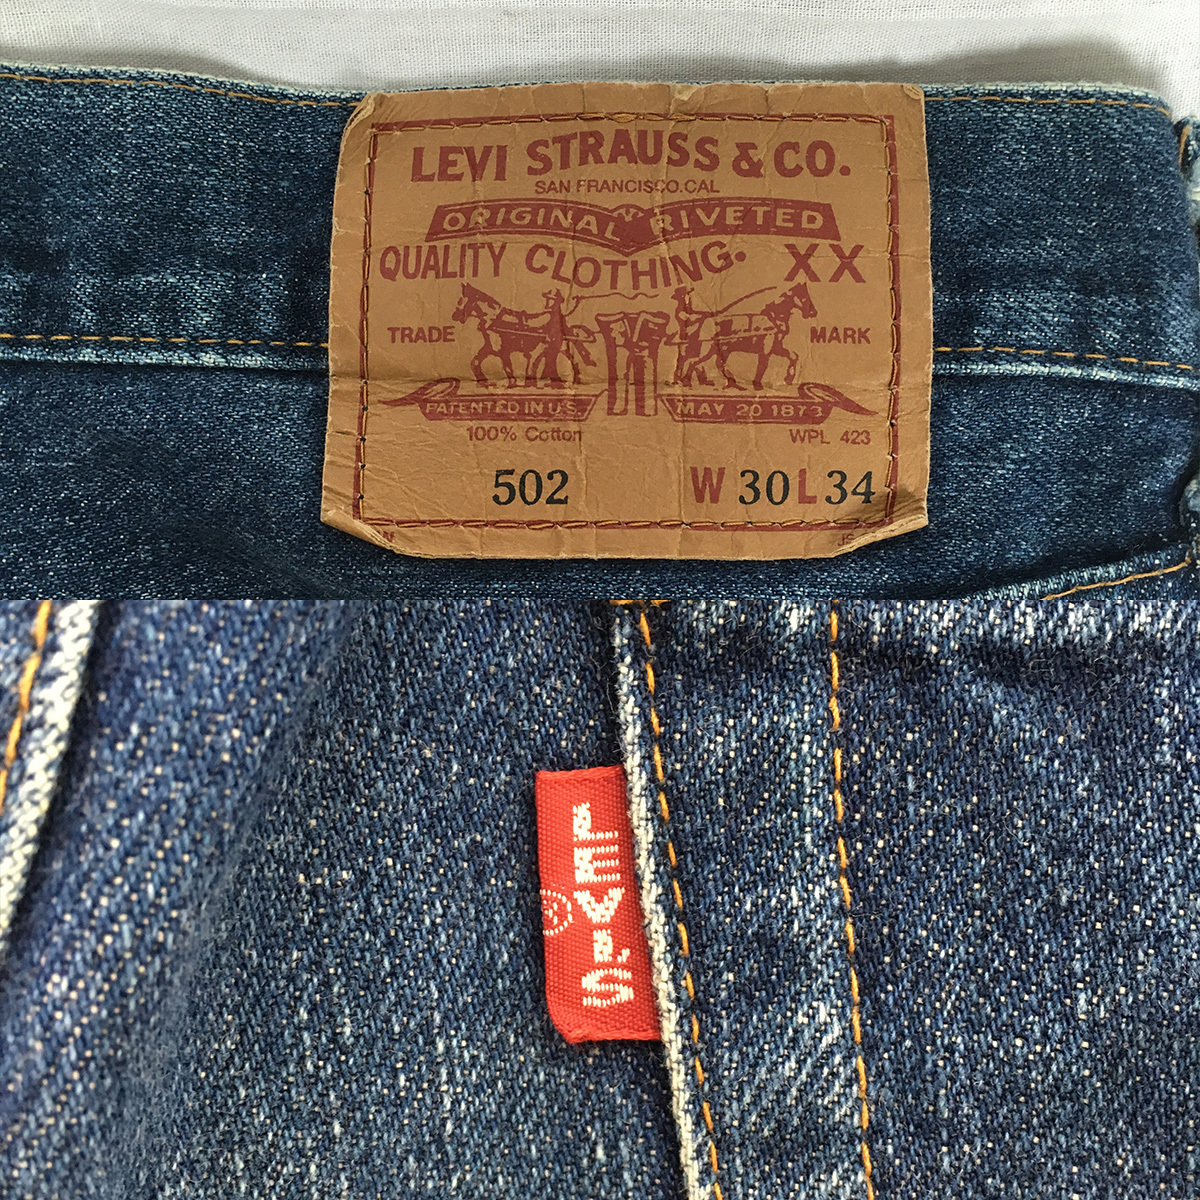 LEVI STRAUSS & CO.
SAN FRANCISCO.CAL
ORIGINAL RIVETED
QUALITY CLOTHING. XX
TRADE MARK
PATENTED IN U.S. MAY 20 1873
100% Cotton WPL 423
502 W 30 L 34
LEVI'S ®